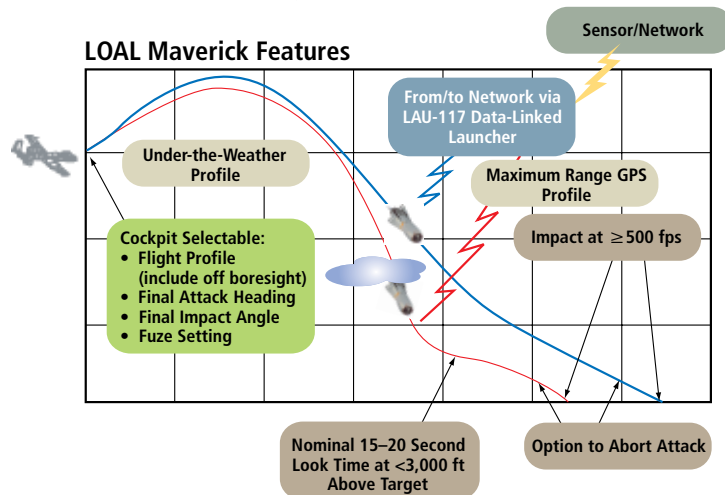 LOAL Maverick Features
Sensor/Network
From/to Network via
LAU-117 Data-Linked
Launcher
Under-the-Weather
Profile
Maximum Range GPS
Profile
Cockpit Selectable:
• Flight Profile
(include off boresight)
• Final Attack Heading
• Final Impact Angle
• Fuze Setting
Impact at ≥500 fps
Nominal 15–20 Second
Look Time at <3,000 ft
Above Target
Option to Abort Attack